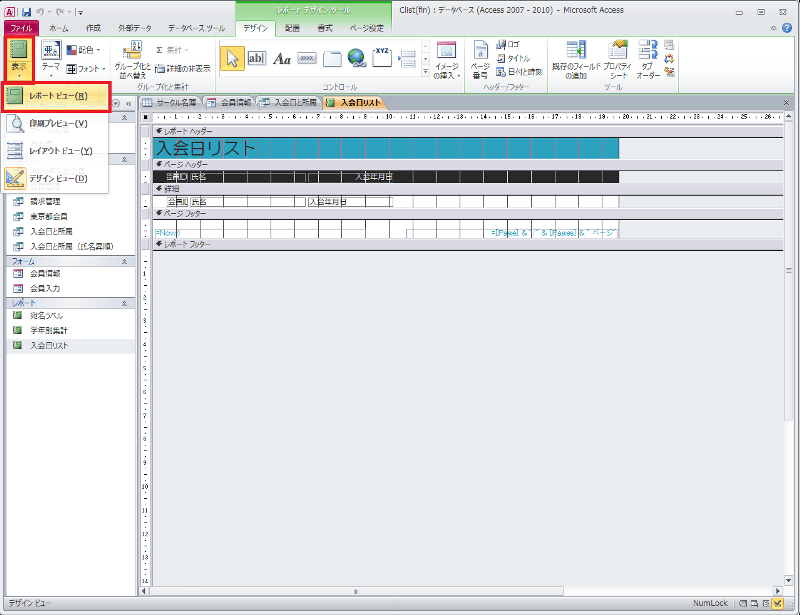 レポート デザイン ツール
Clist(fin) : データベース (Access 2007 - 2010) - Microsoft Access
ファイル ホーム 作成 外部データ データベース ツール デザイン 配置 書式 ページ設定
表示
テーマ
配色
フォント
グループ化と
並べ替え
Σ 集計
詳細の非表示
グループ化と集計
ab|
Aa
xxxx
XYZ
コントロール
イメージ
の挿入
ページ
番号
ロゴ
タイトル
日付と時刻
ヘッダー/フッター
既存のフィールド
の追加
プロパティ
シート
タブ
オーダー
ツール
レポート ビュー(R)
印刷プレビュー(V)
レイアウト ビュー(Y)
デザイン ビュー(D)
請求管理
東京都会員
入会日と所属
入会日と所属(氏名昇順)
フォーム
会員情報
会員入力
レポート
宛名ラベル
学年別集計
入会日リスト
サークル名簿 会員情報 入会日と所属 入会日リスト
レポート ヘッダー
入会日リスト
ページ ヘッダー
会員ID 氏名 入会年月日
詳細
会員ID 氏名 入会年月日
ページ フッター
=Now() =[Page] & "/" & [Pages] & " ページ"
レポート フッター
デザイン ビュー
NumLock